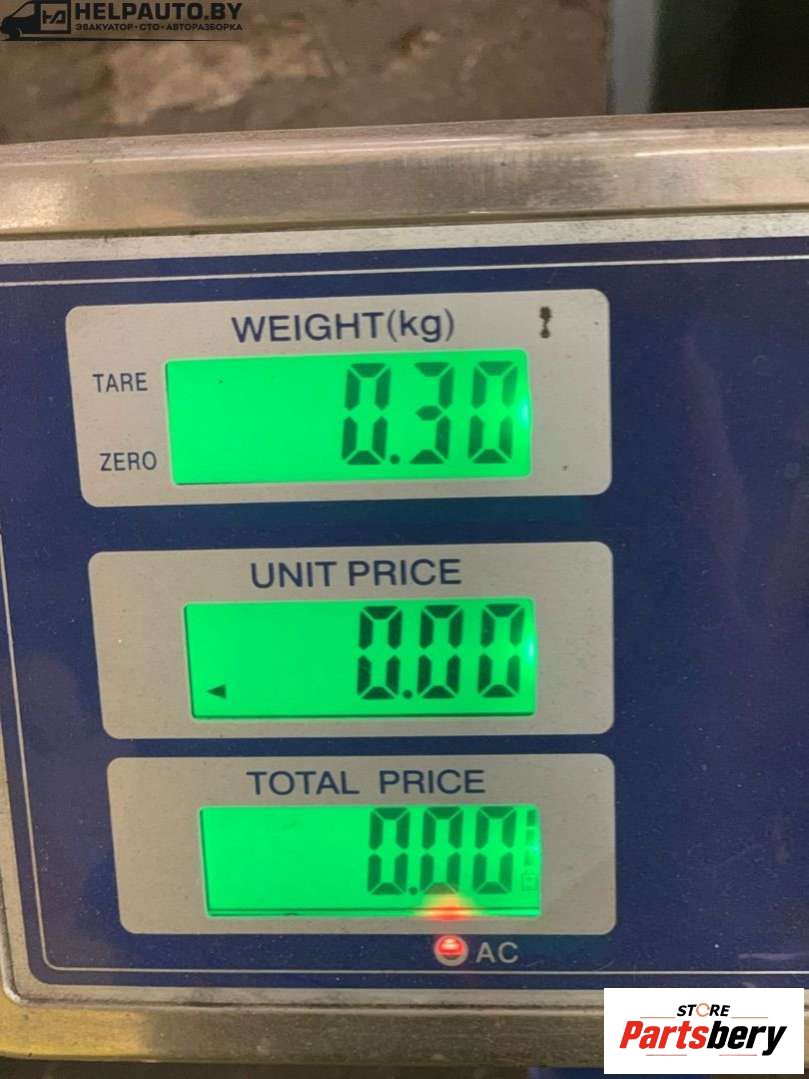 HELPAUTO.BY
ЭВАКУАТОР·СТО·АВТОРАЗБОРКА
WEIGHT(kg)
TARE
0.30
ZERO
UNIT PRICE
0.00
TOTAL PRICE
0.00
AC
STORE
Partsbery